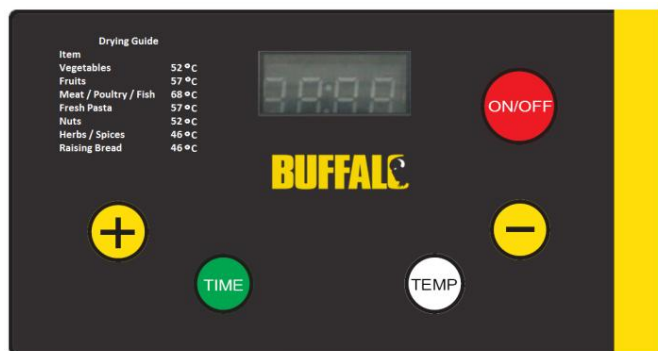 Drying Guide
Item
Vegetables 52°C
Fruits 57°C
Meat / Poultry / Fish 68°C
Fresh Pasta 57°C
Nuts 52°C
Herbs / Spices 46°C
Raising Bread 46°C
ON/OFF
BUFFALO
+
−
TIME
TEMP